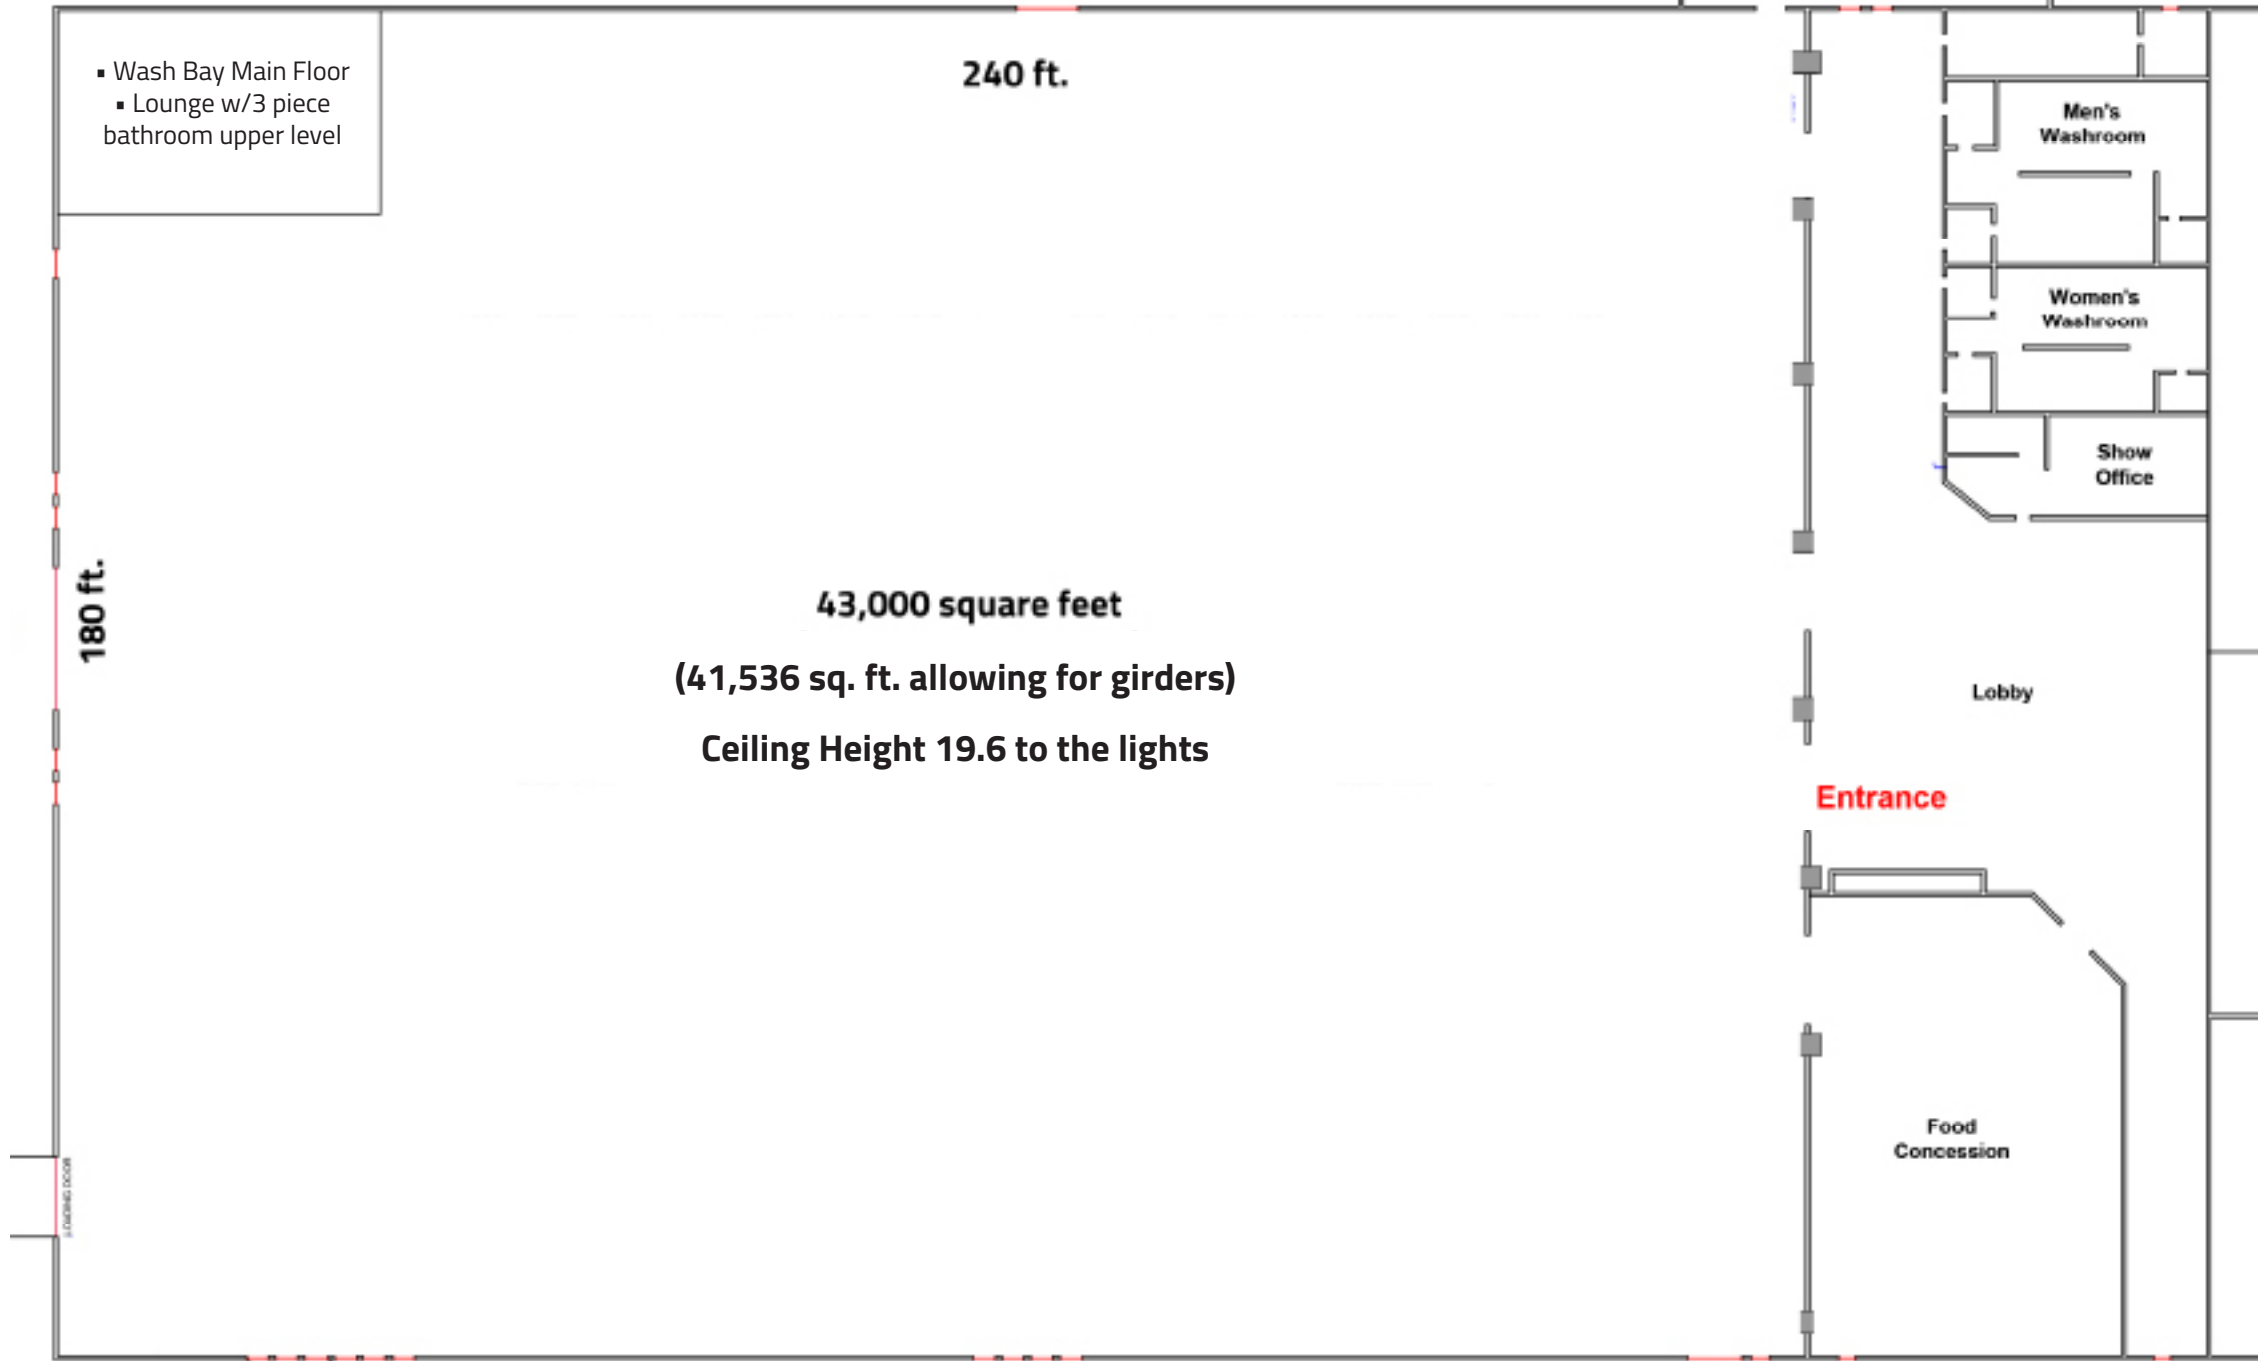 ▪ Wash Bay Main Floor
▪ Lounge w/3 piece
bathroom upper level
240 ft.
Men's
Washroom
Women's
Washroom
Show
Office
180 ft.
43,000 square feet
(41,536 sq. ft. allowing for girders)
Ceiling Height 19.6 to the lights
Lobby
Entrance
Food
Concession
LOADING DOOR